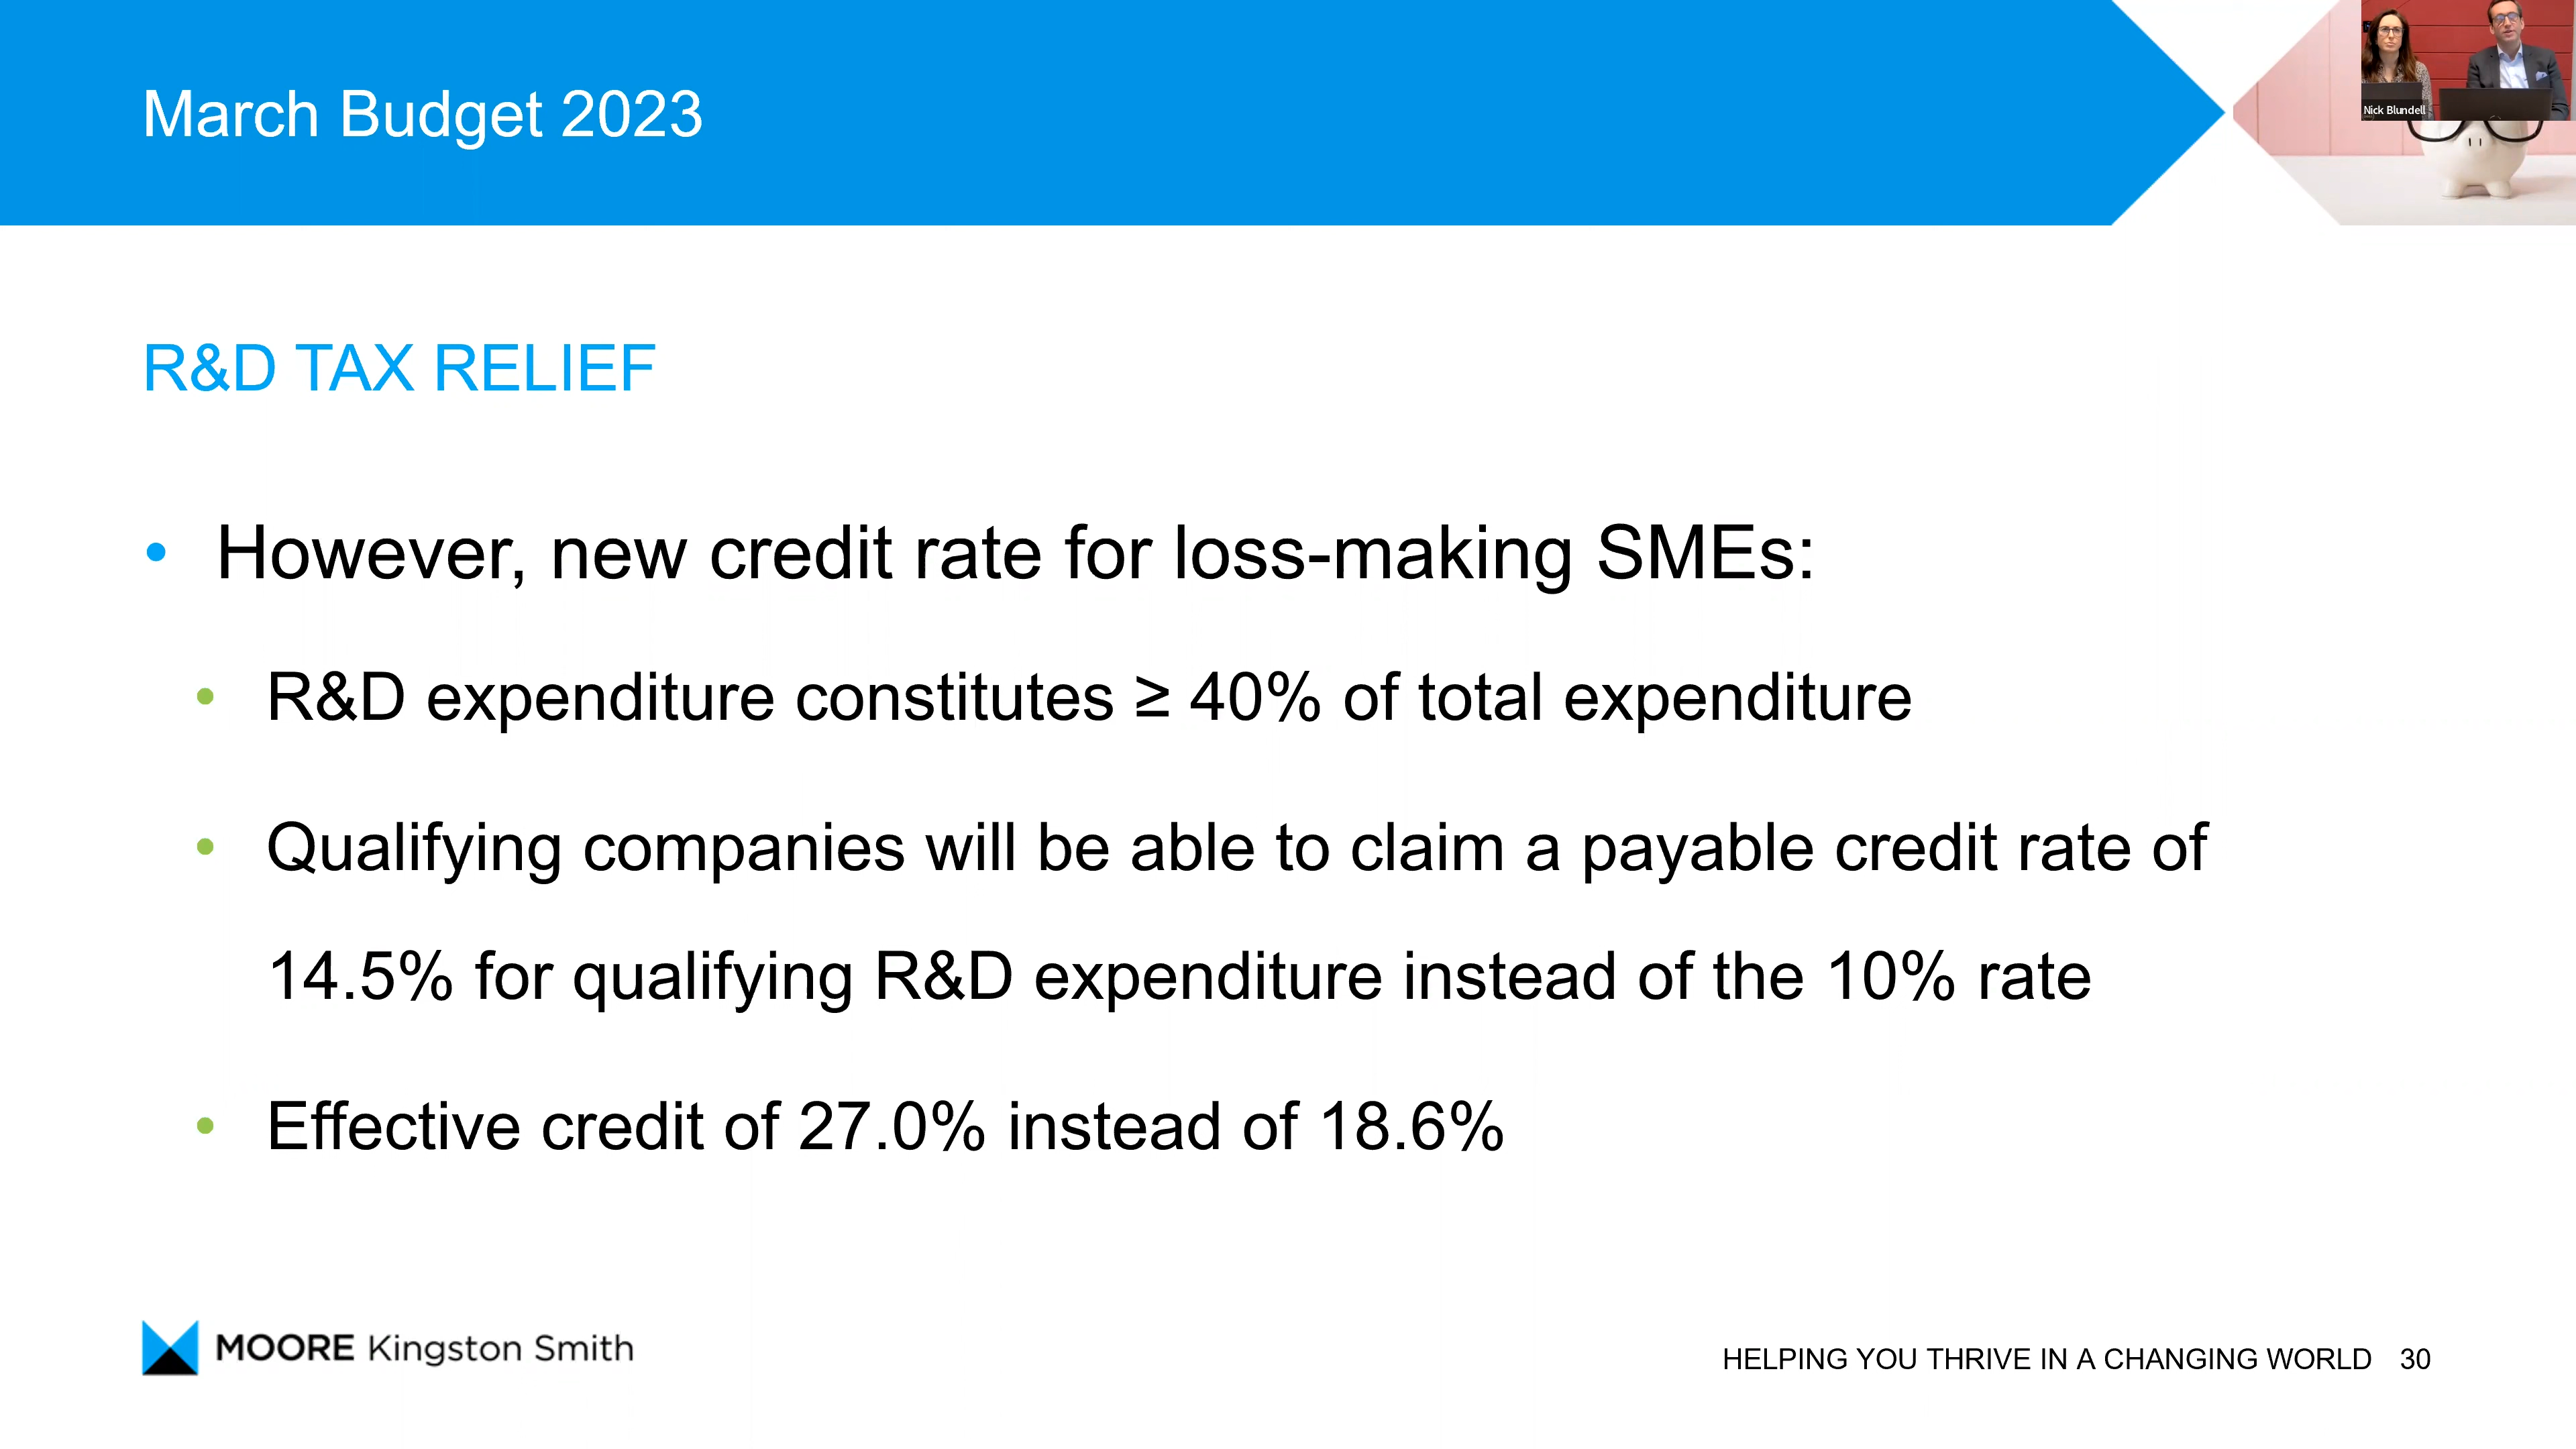 March Budget 2023
Nick Blundell
R&D TAX RELIEF
• However, new credit rate for loss-making SMEs:
• R&D expenditure constitutes ≥ 40% of total expenditure
• Qualifying companies will be able to claim a payable credit rate of
14.5% for qualifying R&D expenditure instead of the 10% rate
• Effective credit of 27.0% instead of 18.6%
MOORE Kingston Smith
HELPING YOU THRIVE IN A CHANGING WORLD 30